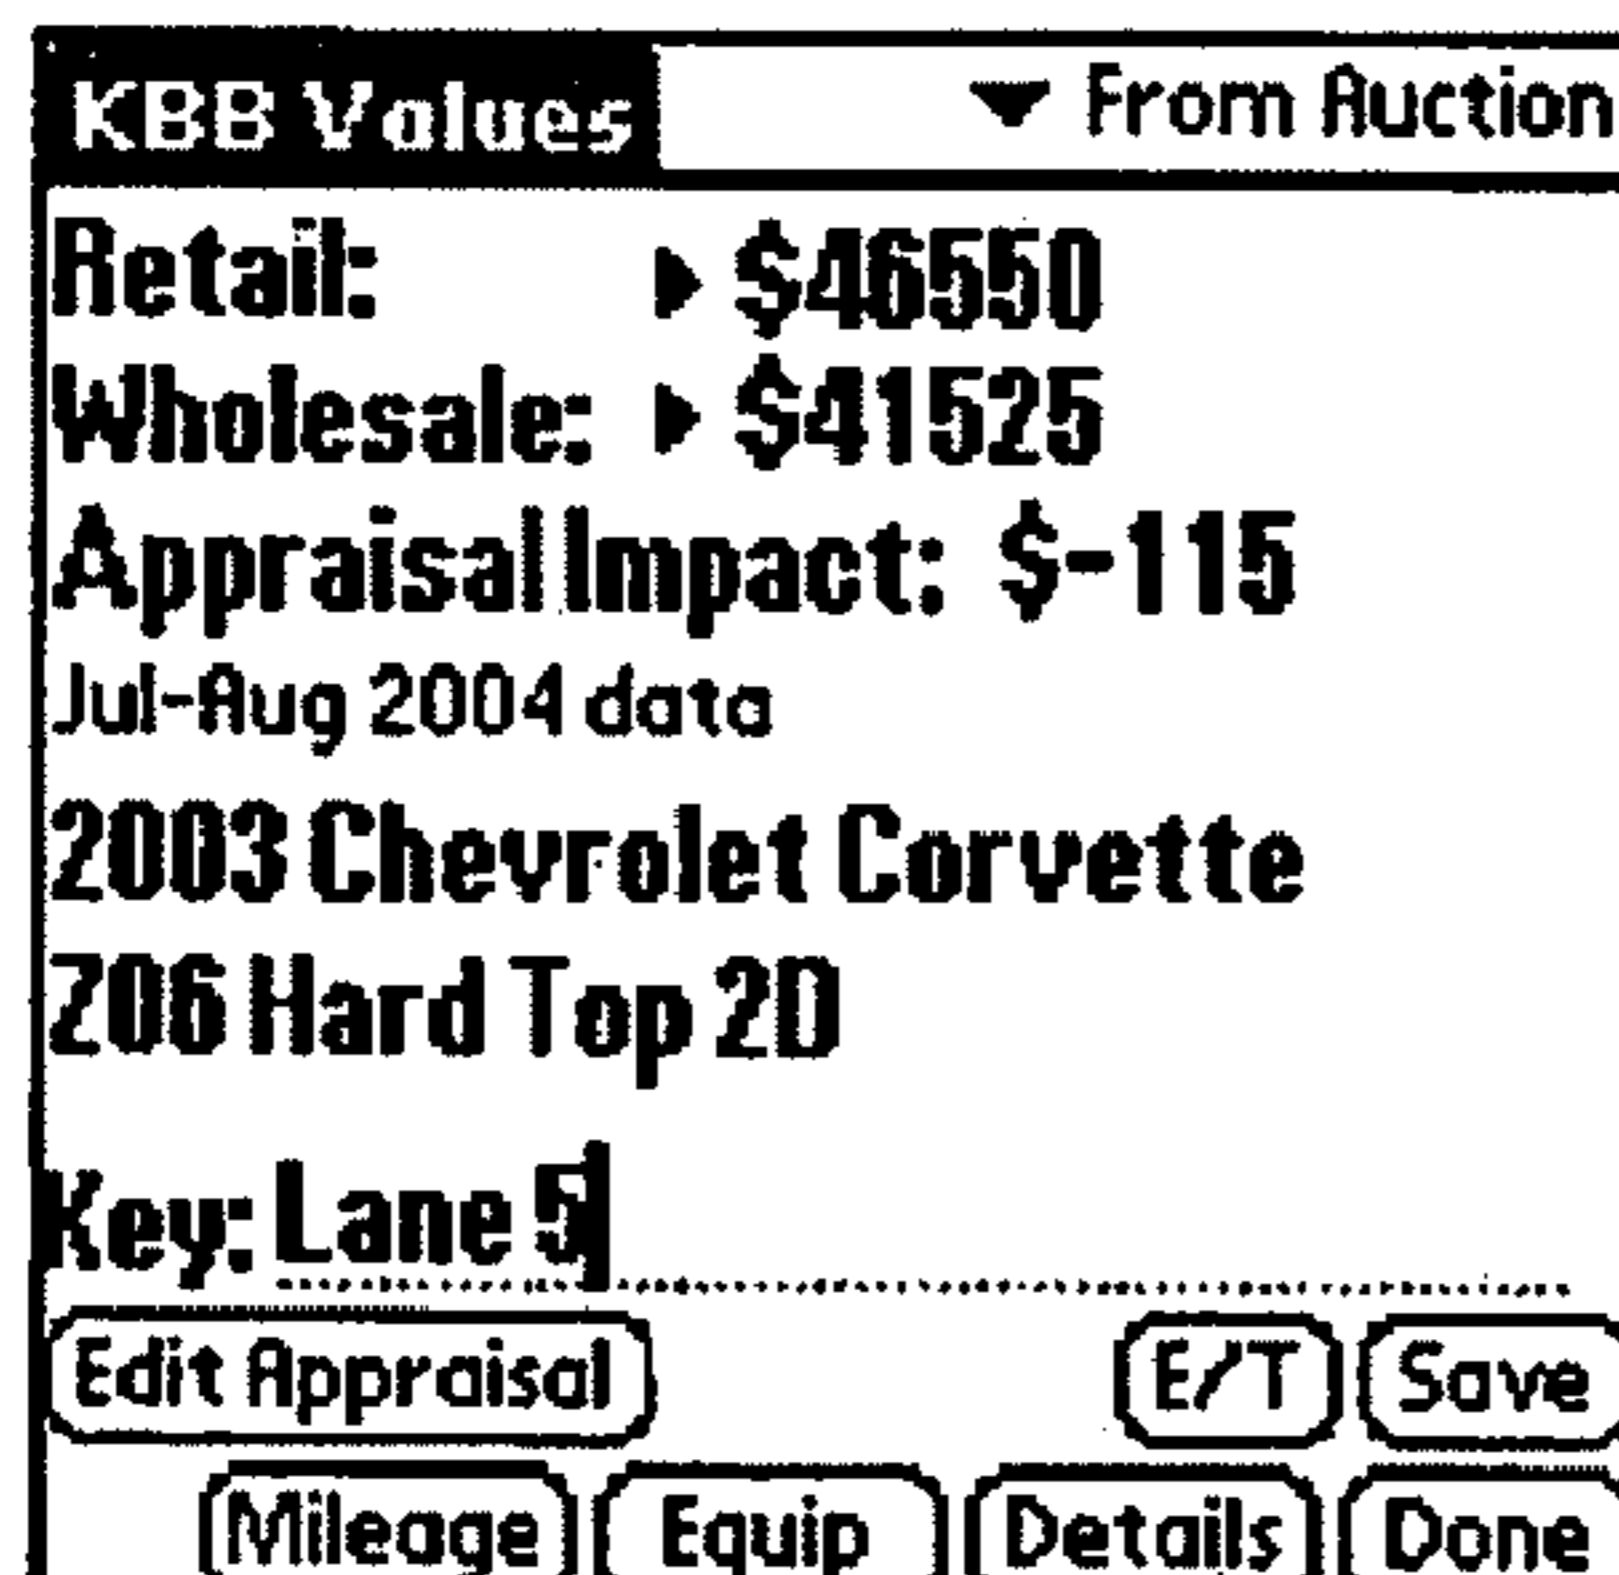 KBB Values From Auction
Retail: $46550
Wholesale: $41525
Appraisal Impact: $-115
Jul-Aug 2004 data
2003 Chevrolet Corvette
Z06 Hard Top 2D
Key: Lane 5
Edit Appraisal E/T Save
Mileage Equip Details Done